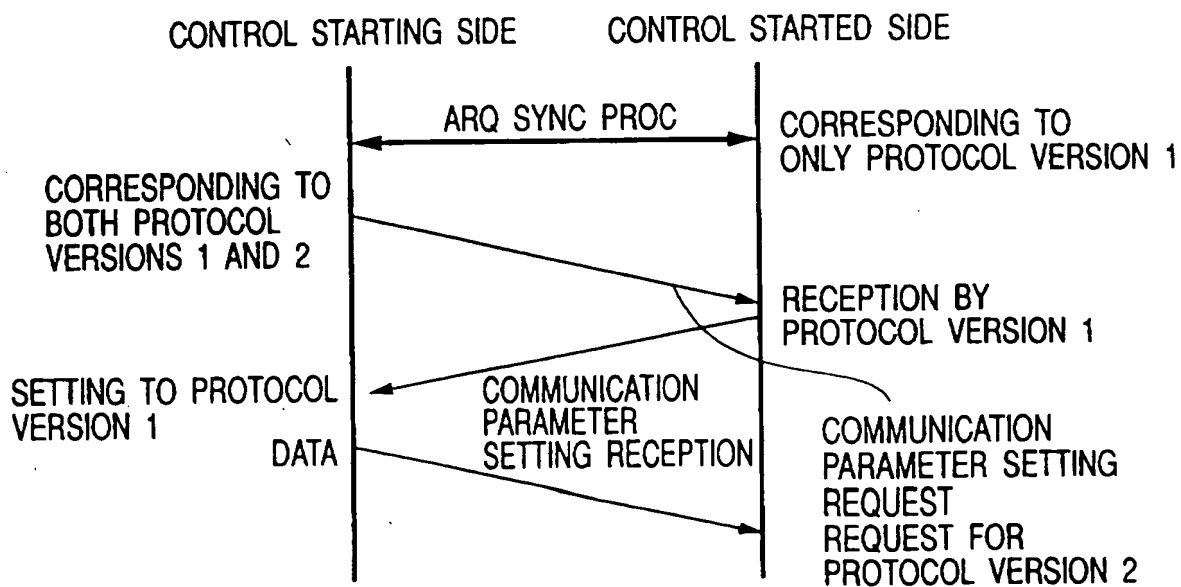 CONTROL STARTING SIDE
CONTROL STARTED SIDE
ARQ SYNC PROC
CORRESPONDING TO
ONLY PROTOCOL VERSION 1
CORRESPONDING TO
BOTH PROTOCOL
VERSIONS 1 AND 2
RECEPTION BY
PROTOCOL VERSION 1
SETTING TO PROTOCOL
VERSION 1
COMMUNICATION
PARAMETER
SETTING RECEPTION
DATA
COMMUNICATION
PARAMETER SETTING
REQUEST
REQUEST FOR
PROTOCOL VERSION 2